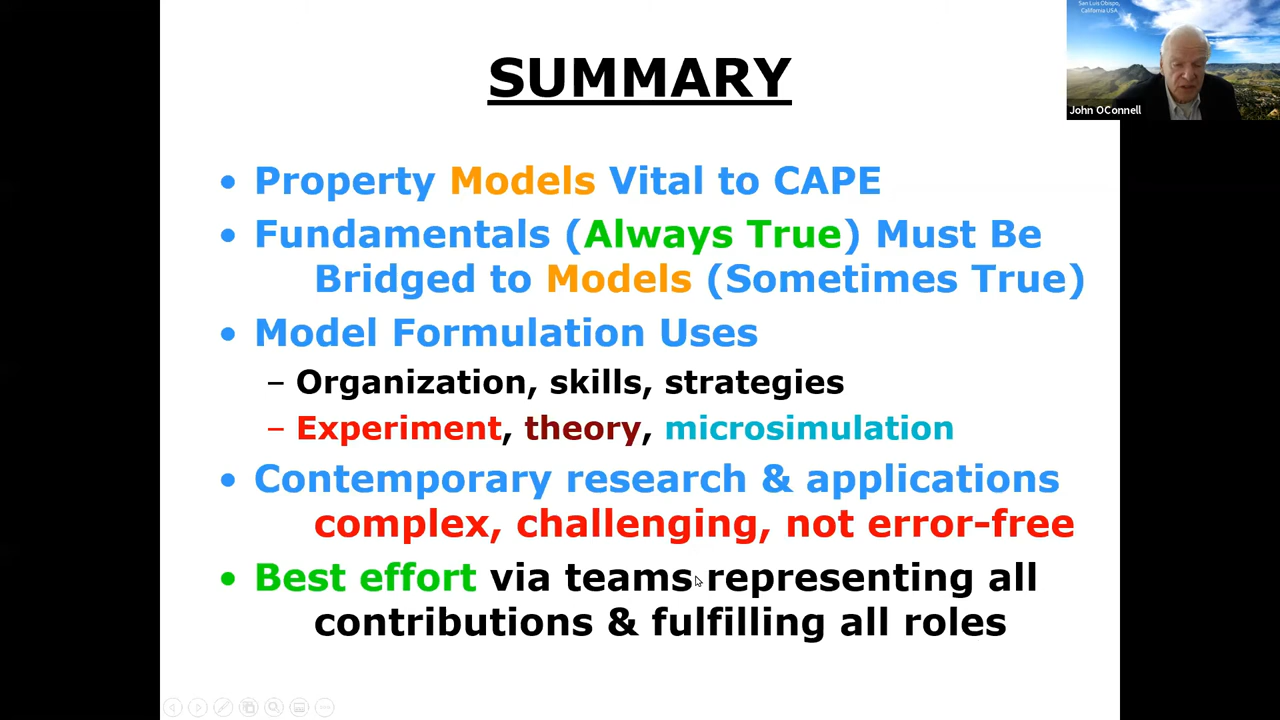 San Luis Obispo,
California USA
John OConnell
SUMMARY
• Property Models Vital to CAPE
• Fundamentals (Always True) Must Be
Bridged to Models (Sometimes True)
• Model Formulation Uses
– Organization, skills, strategies
– Experiment, theory, microsimulation
• Contemporary research & applications
complex, challenging, not error-free
• Best effort via teams representing all
contributions & fulfilling all roles